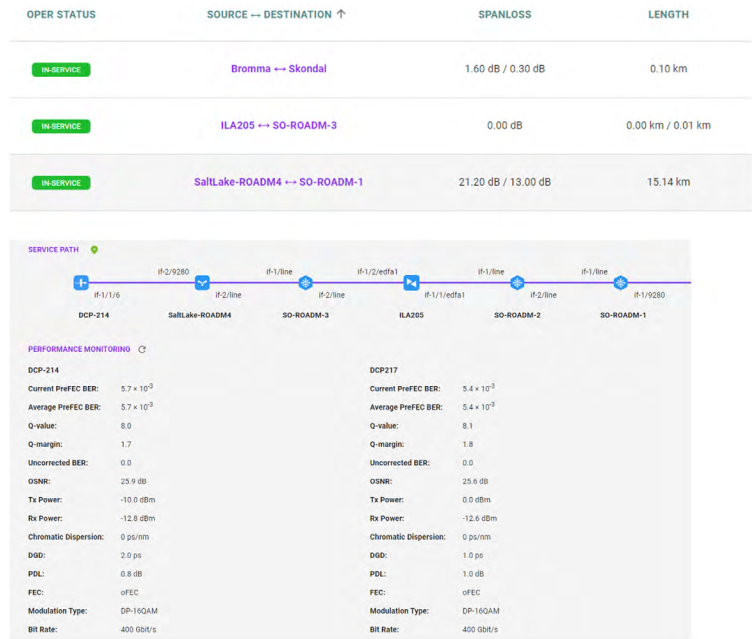 OPER STATUS SOURCE ↔ DESTINATION ↑ SPANLOSS LENGTH
IN-SERVICE Bromma ↔ Skondal 1.60 dB / 0.30 dB 0.10 km
IN-SERVICE ILA205 ↔ SO-ROADM-3 0.00 dB 0.00 km / 0.01 km
IN-SERVICE SaltLake-ROADM4 ↔ SO-ROADM-1 21.20 dB / 13.00 dB 15.14 km
SERVICE PATH
if-2/9280 if-1/line if-1/2/edfa1 if-1/line if-1/line
if-1/1/6 if-2/line if-2/line if-1/1/edfa1 if-2/line if-1/9280
DCP-214 SaltLake-ROADM4 SO-ROADM-3 ILA205 SO-ROADM-2 SO-ROADM-1
PERFORMANCE MONITORING
DCP-214 DCP217
Current PreFEC BER: 5.7 × 10⁻³ Current PreFEC BER: 5.4 × 10⁻³
Average PreFEC BER: 5.7 × 10⁻³ Average PreFEC BER: 5.4 × 10⁻³
Q-value: 8.0 Q-value: 8.1
Q-margin: 1.7 Q-margin: 1.8
Uncorrected BER: 0.0 Uncorrected BER: 0.0
OSNR: 25.9 dB OSNR: 25.6 dB
Tx Power: -10.0 dBm Tx Power: 0.0 dBm
Rx Power: -12.8 dBm Rx Power: -12.6 dBm
Chromatic Dispersion: 0 ps/nm Chromatic Dispersion: 0 ps/nm
DGD: 2.0 ps DGD: 1.0 ps
PDL: 0.8 dB PDL: 1.0 dB
FEC: oFEC FEC: oFEC
Modulation Type: DP-16QAM Modulation Type: DP-16QAM
Bit Rate: 400 Gbit/s Bit Rate: 400 Gbit/s